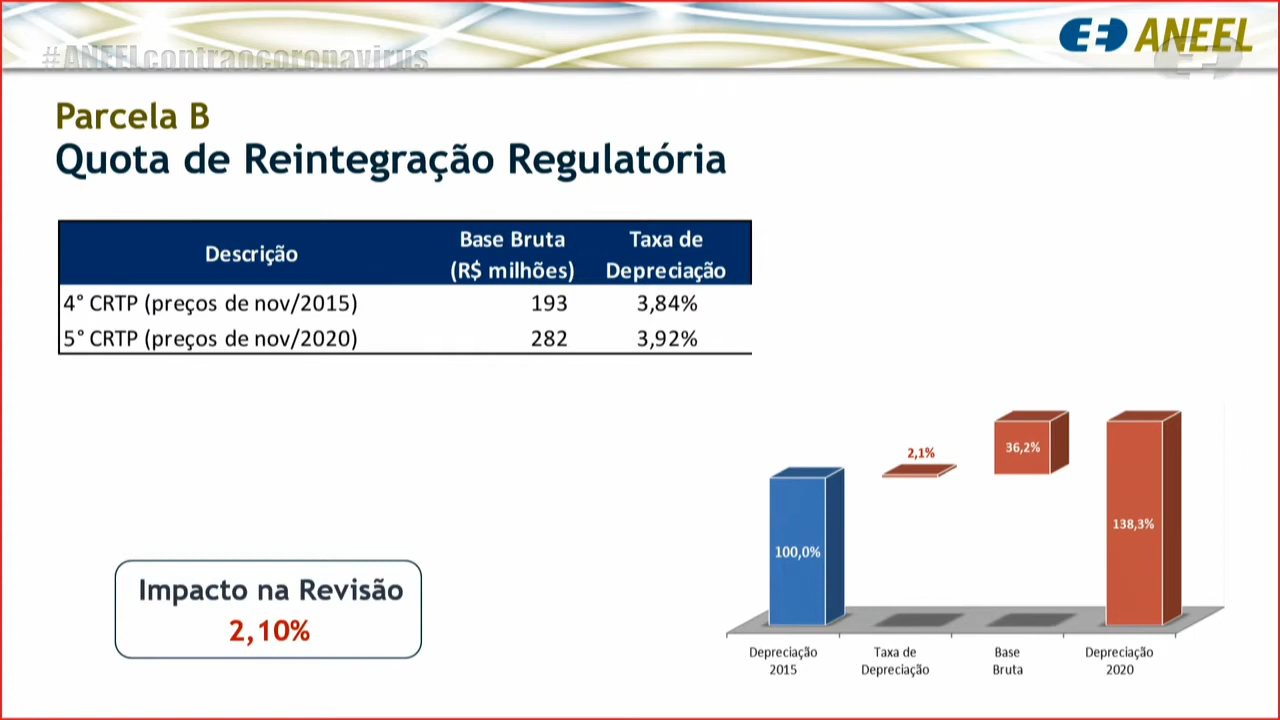 #ANEELcontraocoronavirus
ANEEL
Parcela B
Quota de Reintegração Regulatória
Descrição Base Bruta (R$ milhões) Taxa de Depreciação
4° CRTP (preços de nov/2015) 193 3,84%
5° CRTP (preços de nov/2020) 282 3,92%
Impacto na Revisão
2,10%
100,0%
2,1%
36,2%
138,3%
Depreciação
2015
Taxa de
Depreciação
Base
Bruta
Depreciação
2020